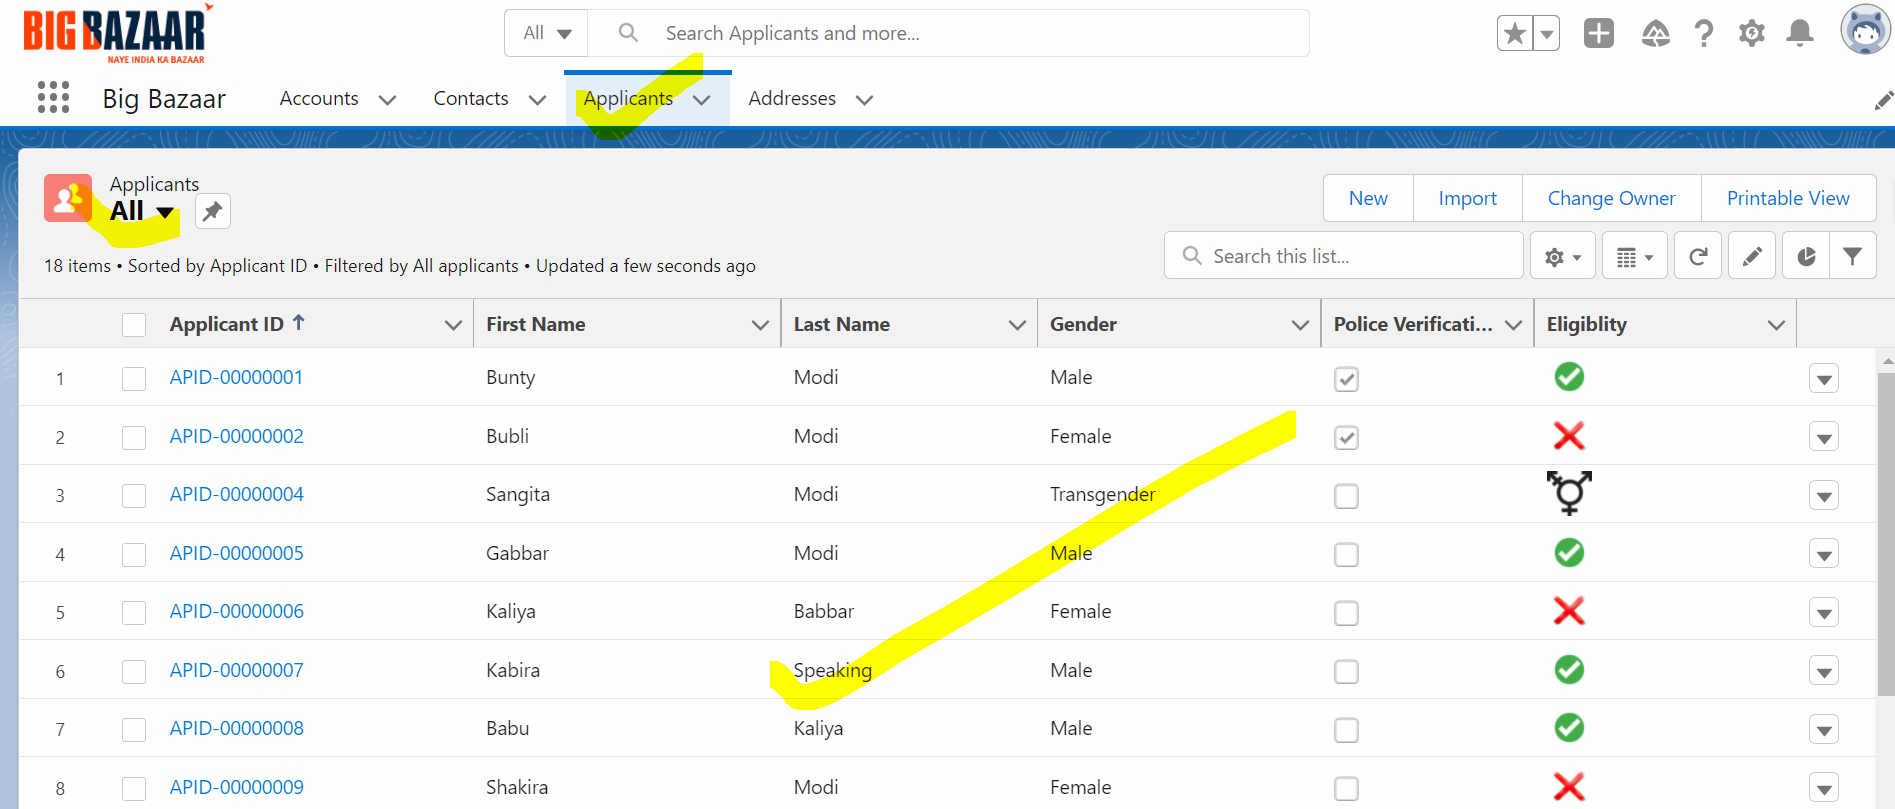 BIG BAZAAR
NAYE INDIA KA BAZAAR
All
Search Applicants and more...
Big Bazaar
Accounts
Contacts
Applicants
Addresses
Applicants
All
New
Import
Change Owner
Printable View
18 items • Sorted by Applicant ID • Filtered by All applicants • Updated a few seconds ago
Search this list...
Applicant ID ↑ First Name Last Name Gender Police Verificati... Eligiblity
1 APID-00000001 Bunty Modi Male
2 APID-00000002 Bubli Modi Female
3 APID-00000004 Sangita Modi Transgender
4 APID-00000005 Gabbar Modi Male
5 APID-00000006 Kaliya Babbar Female
6 APID-00000007 Kabira Speaking Male
7 APID-00000008 Babu Kaliya Male
8 APID-00000009 Shakira Modi Female